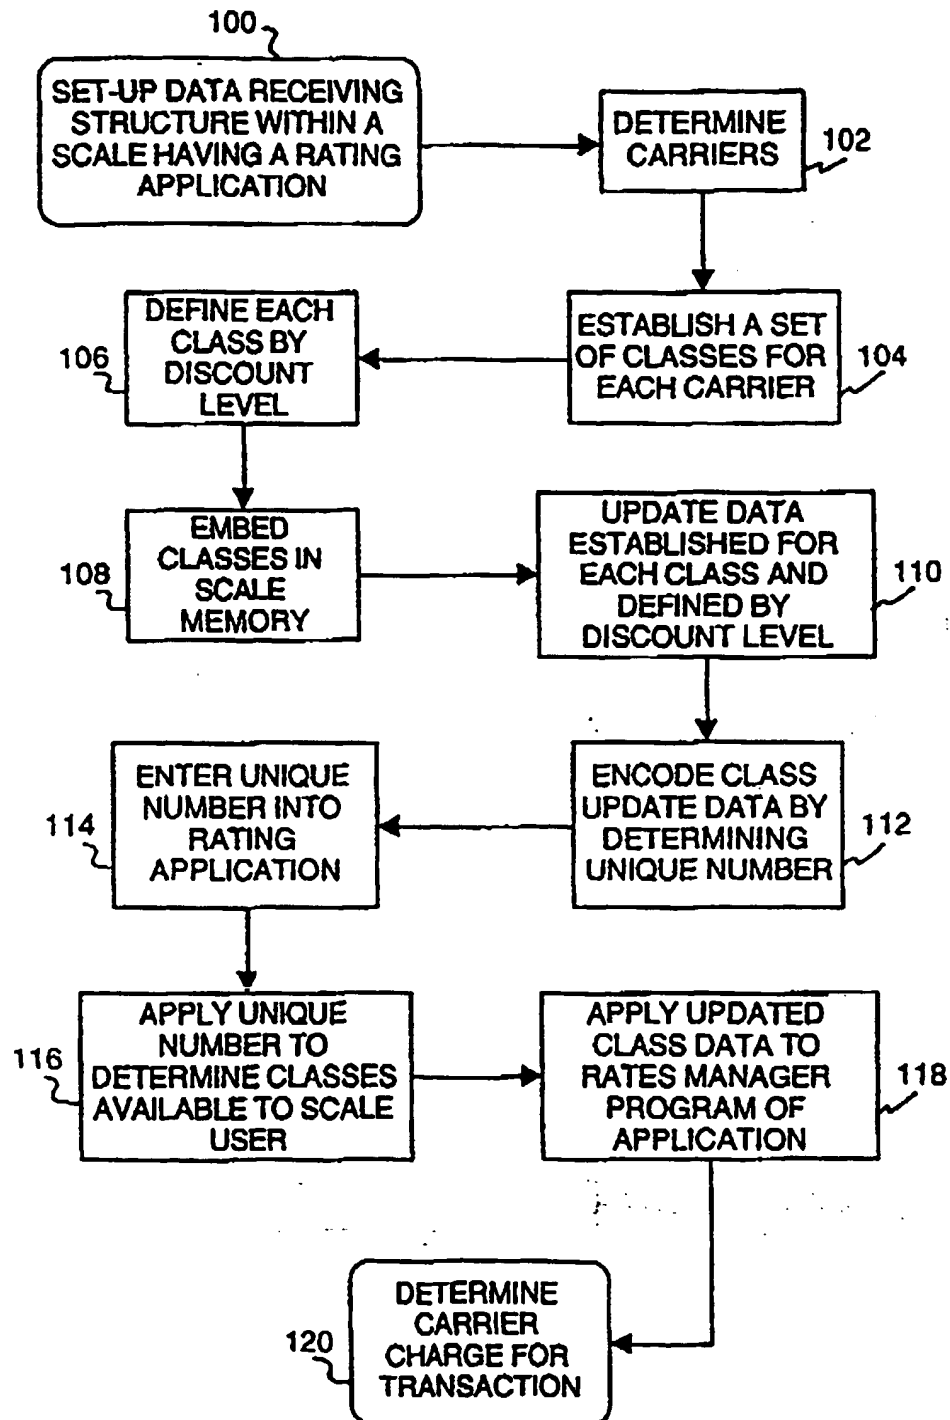 100
SET-UP DATA RECEIVING
STRUCTURE WITHIN A
SCALE HAVING A RATING
APPLICATION
DETERMINE
CARRIERS
102
DEFINE EACH
CLASS BY
DISCOUNT
LEVEL
106
ESTABLISH A SET
OF CLASSES FOR
EACH CARRIER
104
EMBED
CLASSES IN
SCALE
MEMORY
108
UPDATE DATA
ESTABLISHED FOR
EACH CLASS AND
DEFINED BY
DISCOUNT LEVEL
110
ENTER UNIQUE
NUMBER INTO
RATING
APPLICATION
114
ENCODE CLASS
UPDATE DATA BY
DETERMINING
UNIQUE NUMBER
112
APPLY UNIQUE
NUMBER TO
DETERMINE CLASSES
AVAILABLE TO SCALE
USER
116
APPLY UPDATED
CLASS DATA TO
RATES MANAGER
PROGRAM OF
APPLICATION
118
DETERMINE
CARRIER
CHARGE FOR
TRANSACTION
120